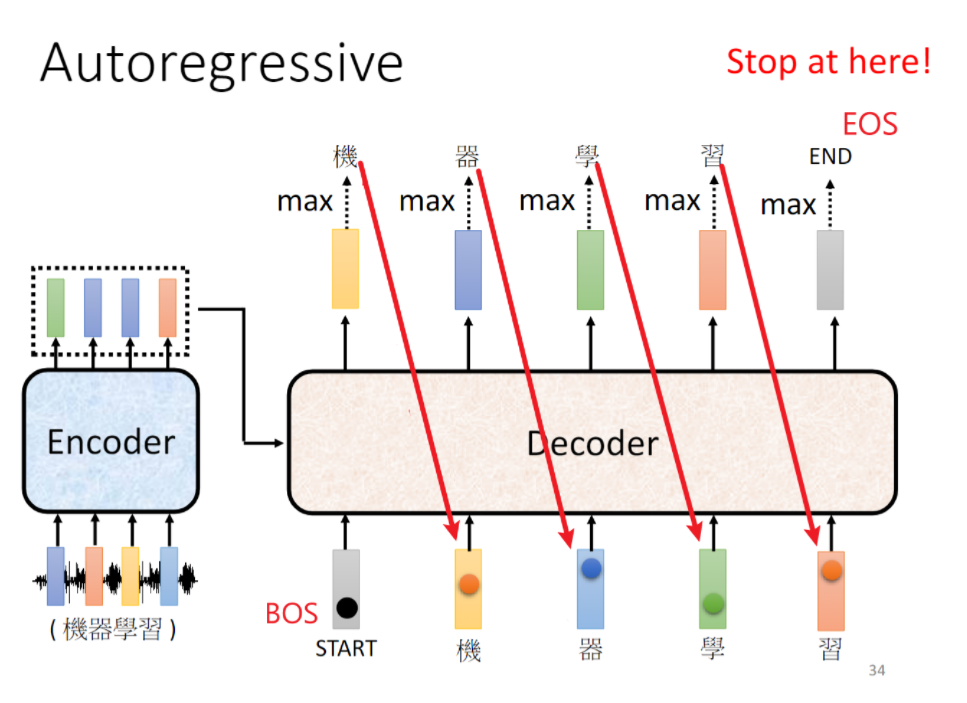 Autoregressive
Stop at here!
EOS
機 器 學 習 END
max max max max max
Encoder
Decoder
BOS
( 機器學習 )
START 機 器 學 習
34